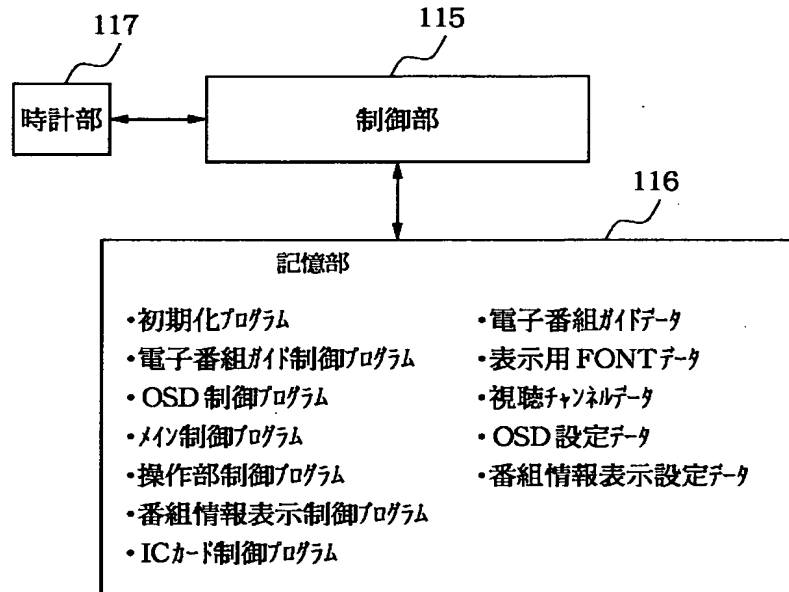 117
115
時計部
制御部
116
記憶部
・初期化ﾌﾟﾛｸﾞﾗﾑ
・電子番組ｶﾞｲﾄﾞ制御ﾌﾟﾛｸﾞﾗﾑ
・OSD 制御ﾌﾟﾛｸﾞﾗﾑ
・ﾒｲﾝ制御ﾌﾟﾛｸﾞﾗﾑ
・操作部制御ﾌﾟﾛｸﾞﾗﾑ
・番組情報表示制御ﾌﾟﾛｸﾞﾗﾑ
・ICｶｰﾄﾞ制御ﾌﾟﾛｸﾞﾗﾑ
・電子番組ｶﾞｲﾄﾞﾃﾞｰﾀ
・表示用 FONTﾃﾞｰﾀ
・視聴ﾁｬﾝﾈﾙﾃﾞｰﾀ
・OSD 設定ﾃﾞｰﾀ
・番組情報表示設定ﾃﾞｰﾀ